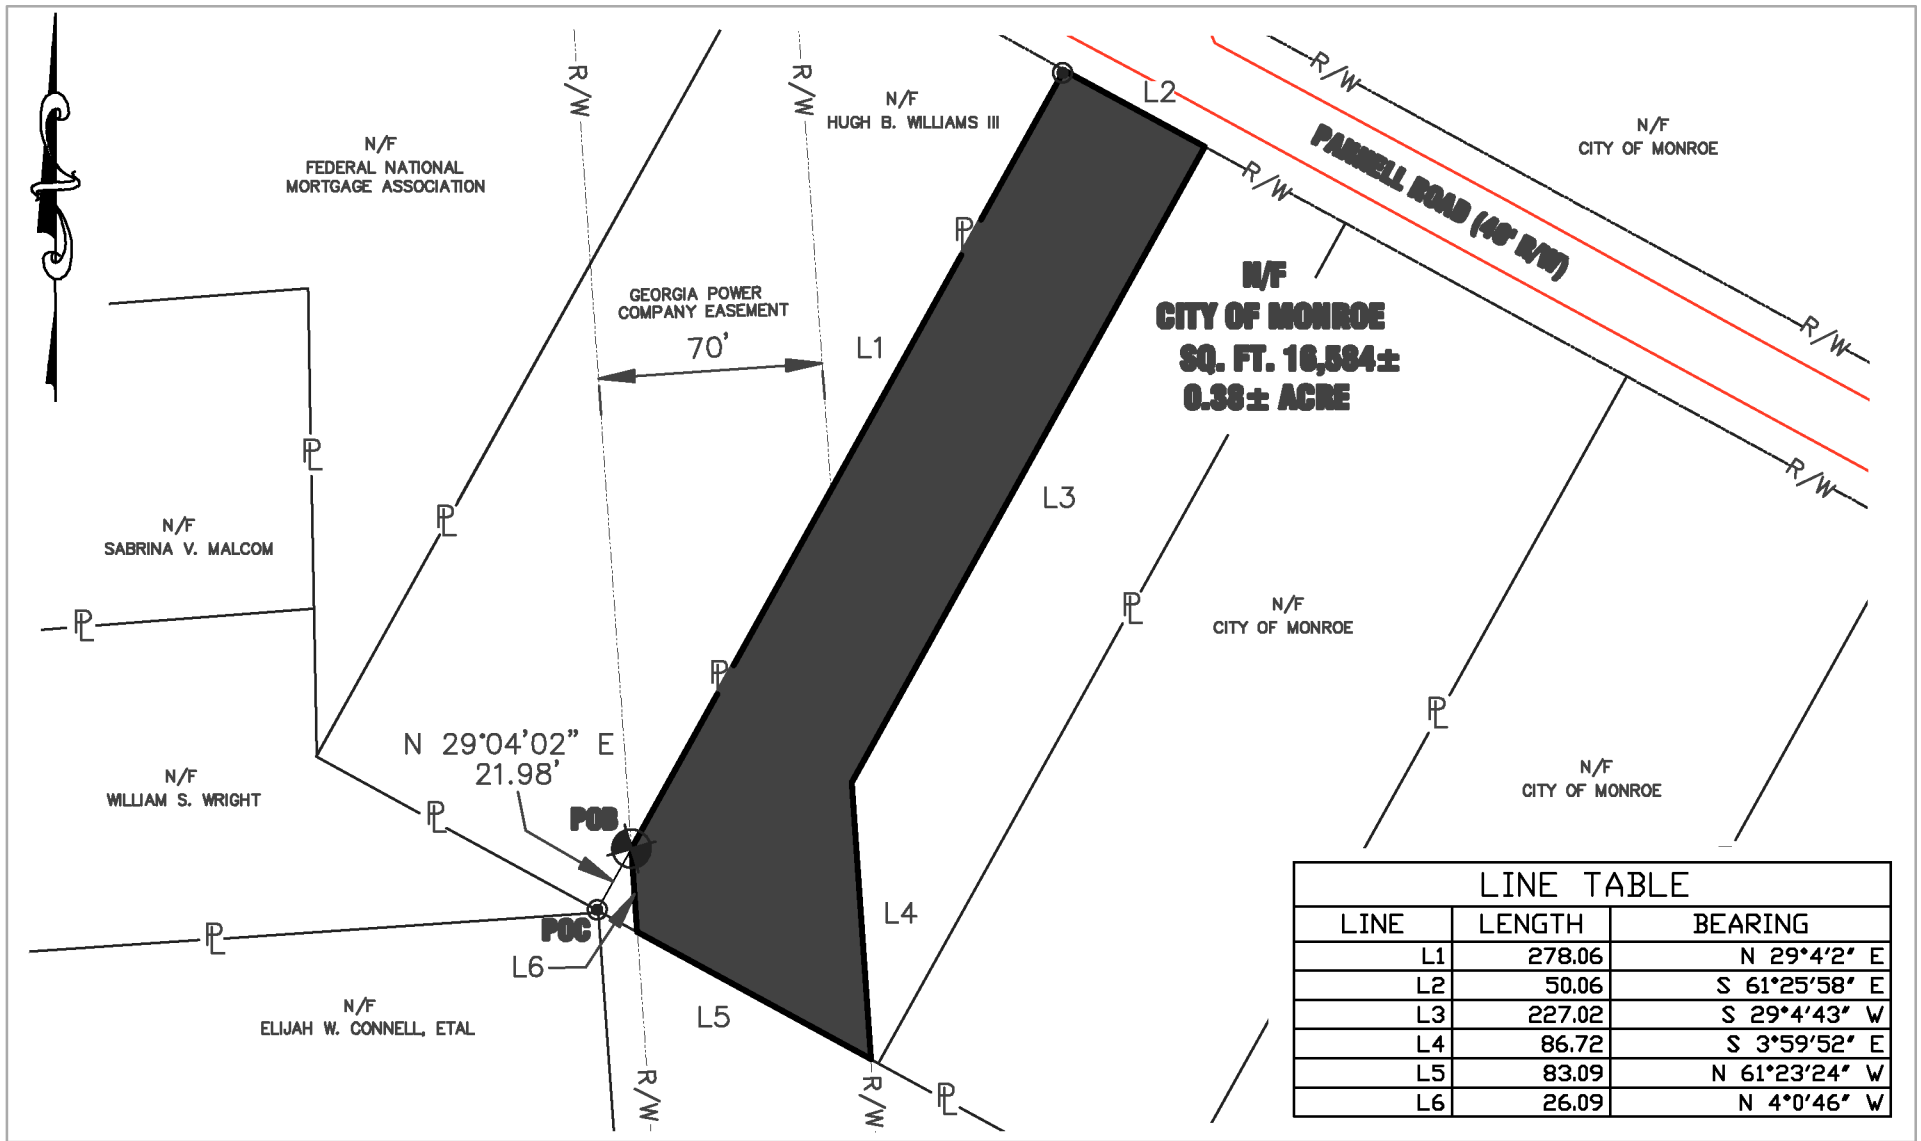 N/F
FEDERAL NATIONAL
MORTGAGE ASSOCIATION
R/W
R/W
N/F
HUGH B. WILLIAMS III
L2
R/W
N/F
CITY OF MONROE
PANNELL ROAD (40' R/W)
R/W
R/W
R/W
PL
GEORGIA POWER
COMPANY EASEMENT
70'
L1
N/F
CITY OF MONROE
SQ. FT. 16,584±
0.38± ACRE
PL
PL
L3
N/F
SABRINA V. MALCOM
PL
PL
N/F
CITY OF MONROE
PL
PL
N 29°04'02" E
21.98'
N/F
WILLIAM S. WRIGHT
PL
POB
N/F
CITY OF MONROE
POC
PL
L6
L4
L5
N/F
ELIJAH W. CONNELL, ETAL
R/W
R/W
PL
LINE TABLE
LINE LENGTH BEARING
L1 278.06 N 29°4'2" E
L2 50.06 S 61°25'58" E
L3 227.02 S 29°4'43" W
L4 86.72 S 3°59'52" E
L5 83.09 N 61°23'24" W
L6 26.09 N 4°0'46" W